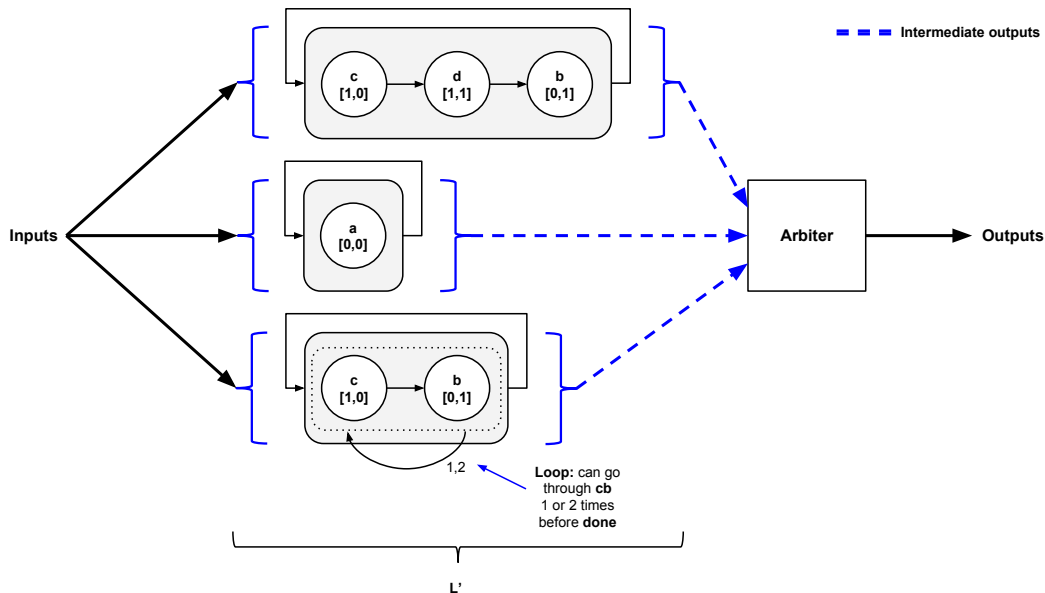 Intermediate outputs
c
[1,0]
d
[1,1]
b
[0,1]
Inputs
a
[0,0]
Arbiter
Outputs
c
[1,0]
b
[0,1]
1,2
Loop: can go
through cb
1 or 2 times
before done
L’